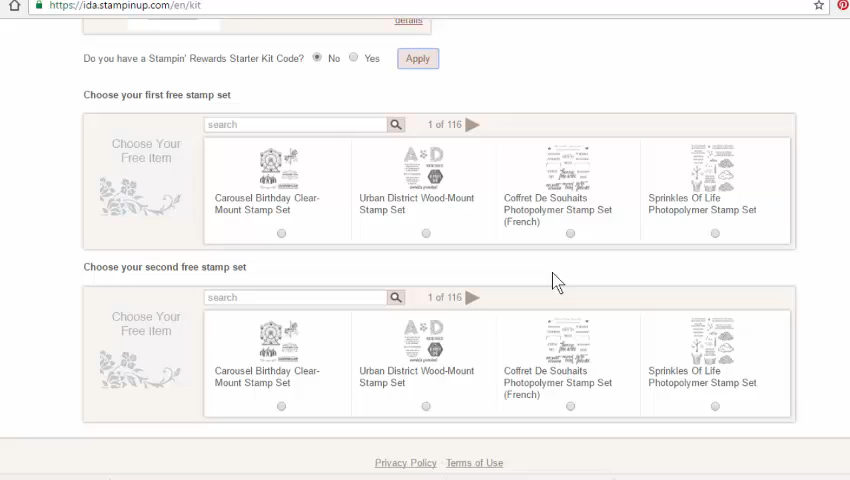 https://ida.stampinup.com/en/kit
details
Do you have a Stampin' Rewards Starter Kit Code? No Yes Apply
Choose your first free stamp set
Choose Your
Free Item
search
1 of 116
Carousel Birthday Clear-
Mount Stamp Set
Urban District Wood-Mount
Stamp Set
Coffret De Souhaits
Photopolymer Stamp Set
(French)
Sprinkles Of Life
Photopolymer Stamp Set
Choose your second free stamp set
Choose Your
Free Item
search
1 of 116
Carousel Birthday Clear-
Mount Stamp Set
Urban District Wood-Mount
Stamp Set
Coffret De Souhaits
Photopolymer Stamp Set
(French)
Sprinkles Of Life
Photopolymer Stamp Set
Privacy Policy Terms of Use